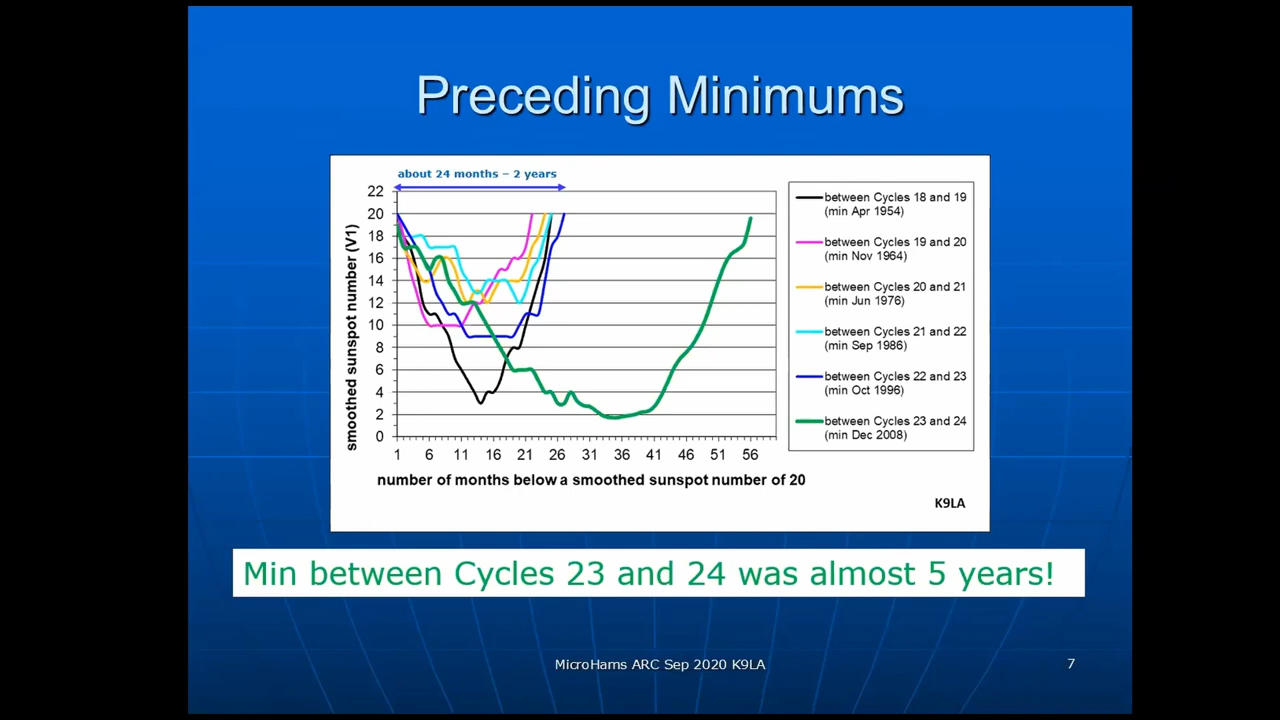 Preceding Minimums
about 24 months – 2 years
22
20
18
16
14
12
10
8
6
4
2
0
smoothed sunspot number (V1)
1 6 11 16 21 26 31 36 41 46 51 56
number of months below a smoothed sunspot number of 20
between Cycles 18 and 19
(min Apr 1954)
between Cycles 19 and 20
(min Nov 1964)
between Cycles 20 and 21
(min Jun 1976)
between Cycles 21 and 22
(min Sep 1986)
between Cycles 22 and 23
(min Oct 1996)
between Cycles 23 and 24
(min Dec 2008)
K9LA
Min between Cycles 23 and 24 was almost 5 years!
MicroHams ARC Sep 2020 K9LA
7